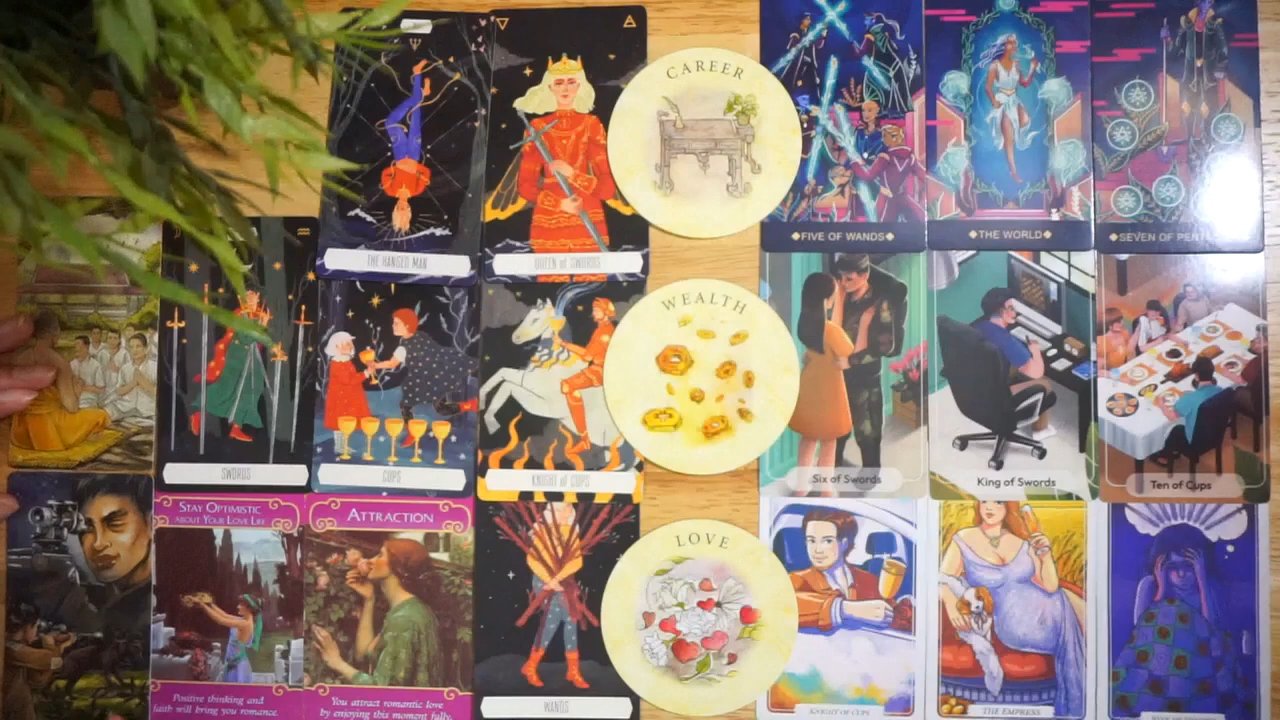 THE HANGED MAN
QUEEN of SWORDS
CAREER
FIVE OF WANDS
THE WORLD
SEVEN OF
SWORDS
CUPS
KNIGHT of CUPS
WEALTH
Six of Swords
King of Swords
Ten of Cups
STAY OPTIMISTIC
ABOUT YOUR LOVE LIFE
Positive thinking and
faith will bring you romance.
ATTRACTION
You attract romantic love
by enjoying this moment fully.
WANDS
LOVE
KNIGHT OF CUPS
THE EMPRESS